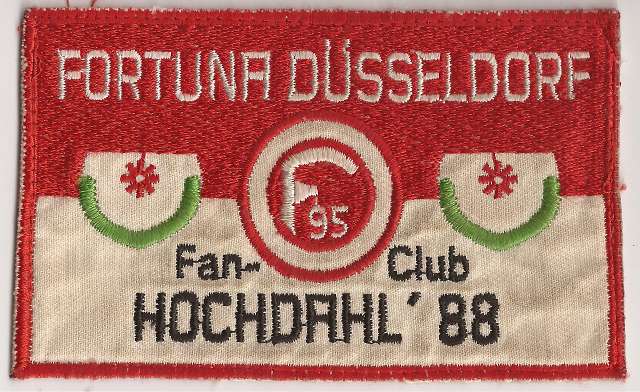 FORTUNA DÜSSELDORF
F 95
Fan- Club
HOCHDAHL' 88